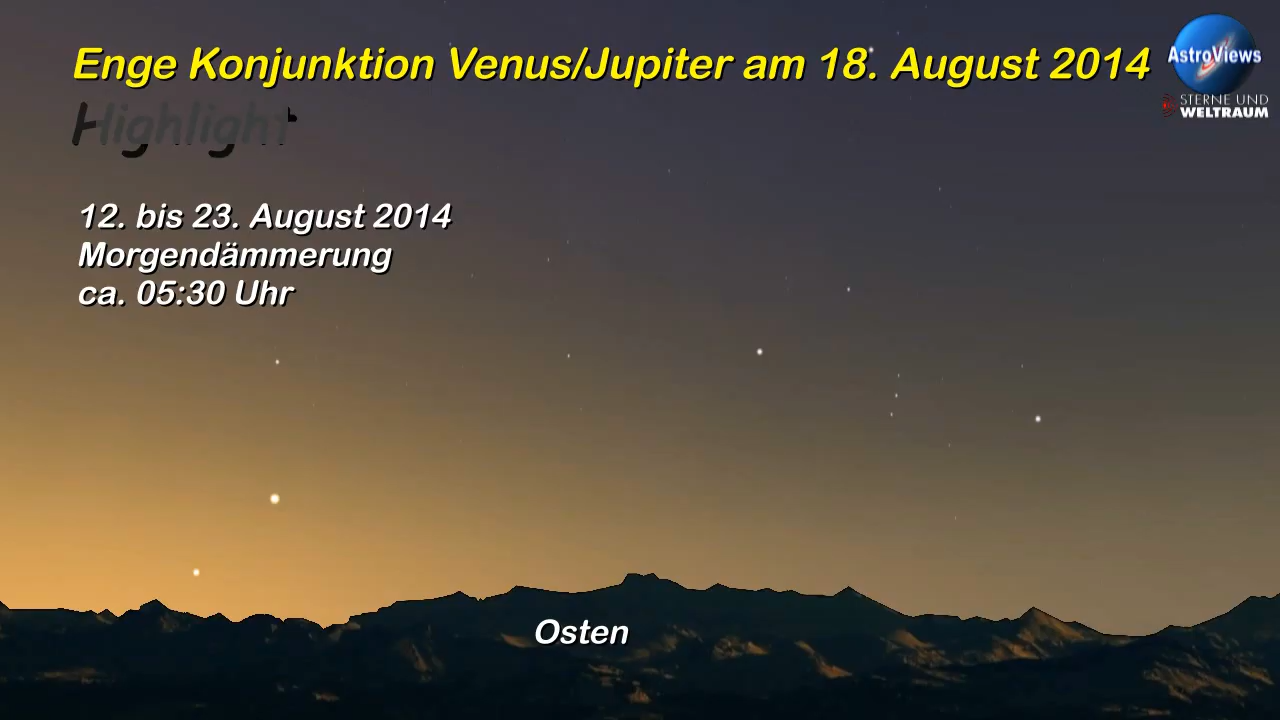 Enge Konjunktion Venus/Jupiter am 18. August 2014
AstroViews
STERNE UND
WELTRAUM
Highlight
12. bis 23. August 2014
Morgendämmerung
ca. 05:30 Uhr
Osten